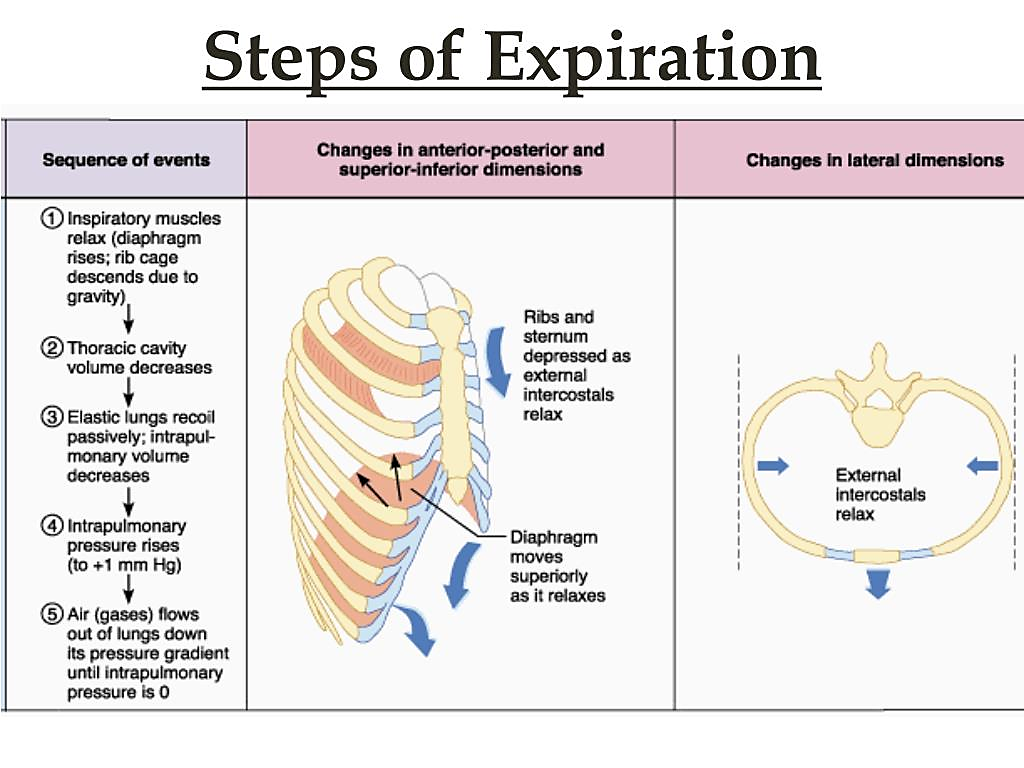 Steps of Expiration
Sequence of events
Changes in anterior-posterior and
superior-inferior dimensions
Changes in lateral dimensions
① Inspiratory muscles
relax (diaphragm
rises; rib cage
descends due to
gravity)
② Thoracic cavity
volume decreases
③ Elastic lungs recoil
passively; intrapul-
monary volume
decreases
④ Intrapulmonary
pressure rises
(to +1 mm Hg)
⑤ Air (gases) flows
out of lungs down
its pressure gradient
until intrapulmonary
pressure is 0
Ribs and
sternum
depressed as
external
intercostals
relax
Diaphragm
moves
superiorly
as it relaxes
External
intercostals
relax